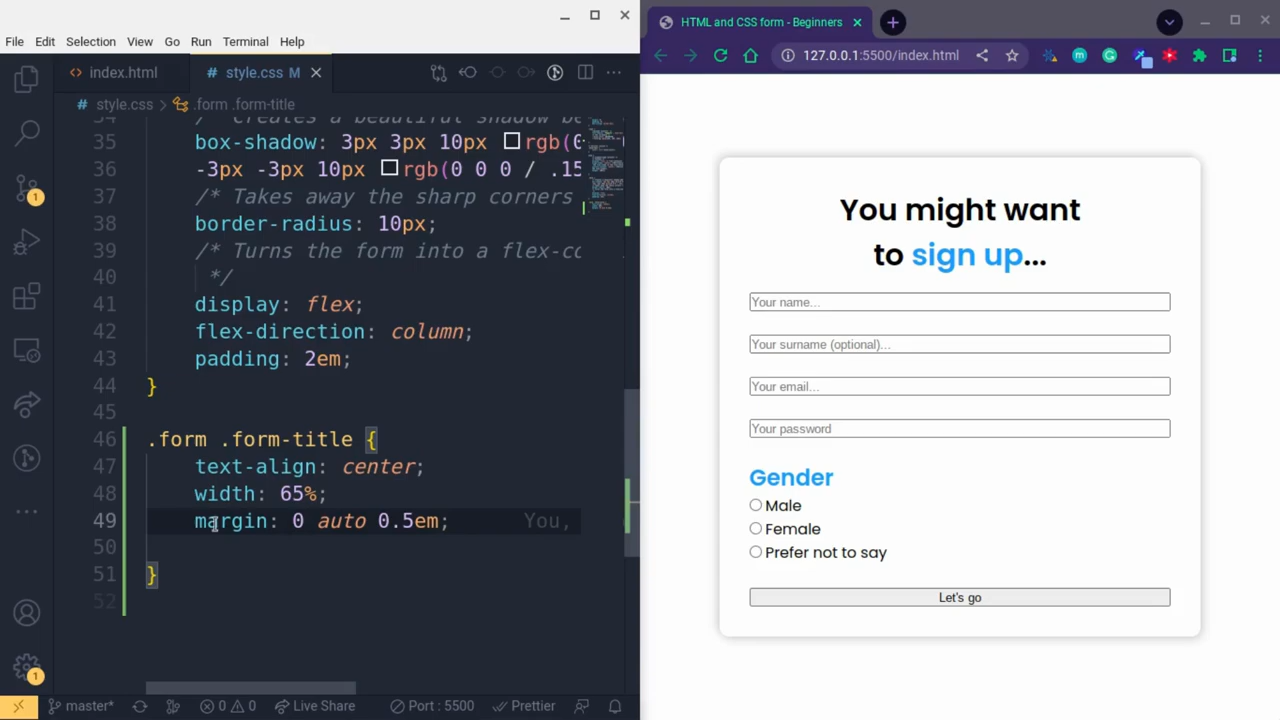 File Edit Selection View Go Run Terminal Help
index.html
style.css M
style.css > .form .form-title
35 box-shadow: 3px 3px 10px rgb(0
36 -3px -3px 10px rgb(0 0 0 / .15
37 /* Takes away the sharp corners
38 border-radius: 10px;
39 /* Turns the form into a flex-co
40 */
41 display: flex;
42 flex-direction: column;
43 padding: 2em;
44 }
45
46 .form .form-title {
47 text-align: center;
48 width: 65%;
49 margin: 0 auto 0.5em; You,
50
51 }
52
1
1
master* 0 0 Live Share Port : 5500 Prettier
HTML and CSS form - Beginners
127.0.0.1:5500/index.html
You might want
to sign up...
Your name...
Your surname (optional)...
Your email...
Your password
Gender
Male
Female
Prefer not to say
Let's go